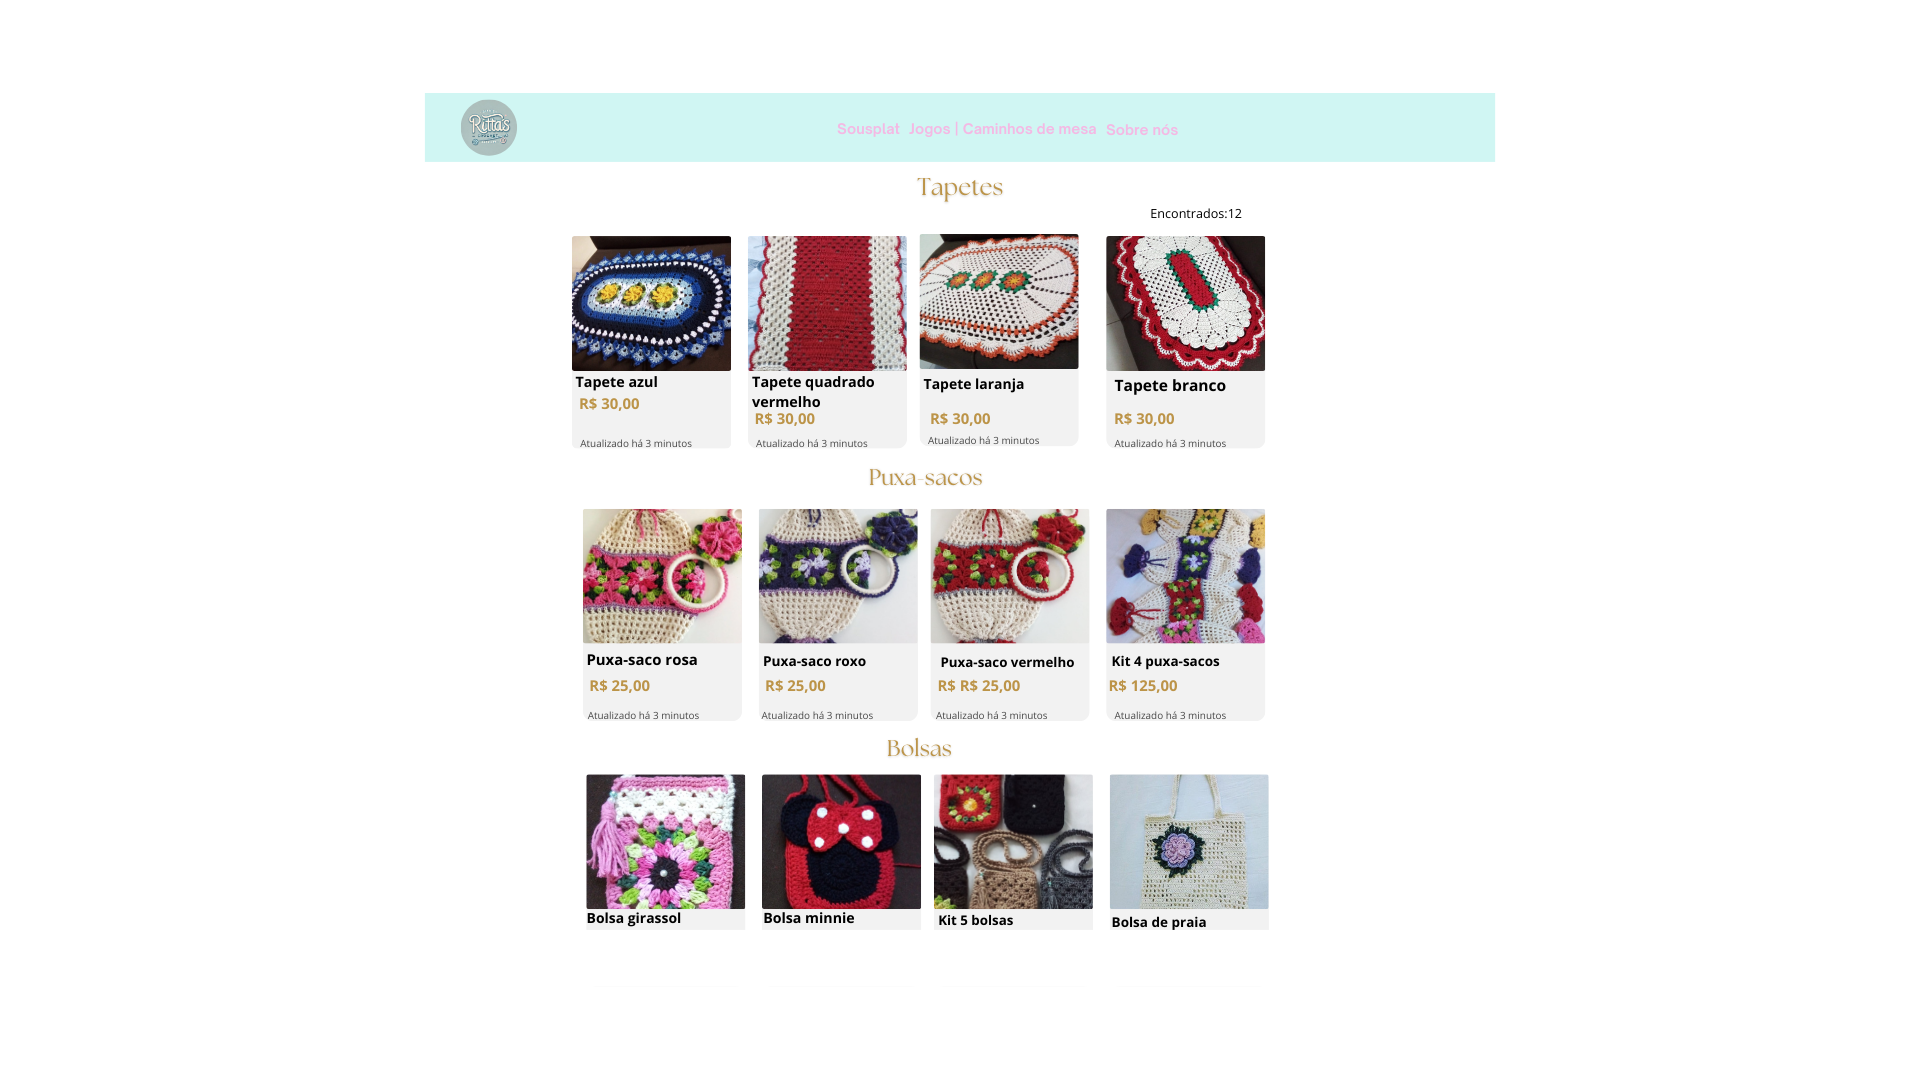 Ritta's
Sousplat Jogos | Caminhos de mesa Sobre nós
Tapetes
Encontrados:12
Tapete azul
R$ 30,00
Atualizado há 3 minutos
Tapete quadrado
vermelho
R$ 30,00
Atualizado há 3 minutos
Tapete laranja
R$ 30,00
Atualizado há 3 minutos
Tapete branco
R$ 30,00
Atualizado há 3 minutos
Puxa-sacos
Puxa-saco rosa
R$ 25,00
Atualizado há 3 minutos
Puxa-saco roxo
R$ 25,00
Atualizado há 3 minutos
Puxa-saco vermelho
R$ R$ 25,00
Atualizado há 3 minutos
Kit 4 puxa-sacos
R$ 125,00
Atualizado há 3 minutos
Bolsas
Bolsa girassol
Bolsa minnie
Kit 5 bolsas
Bolsa de praia